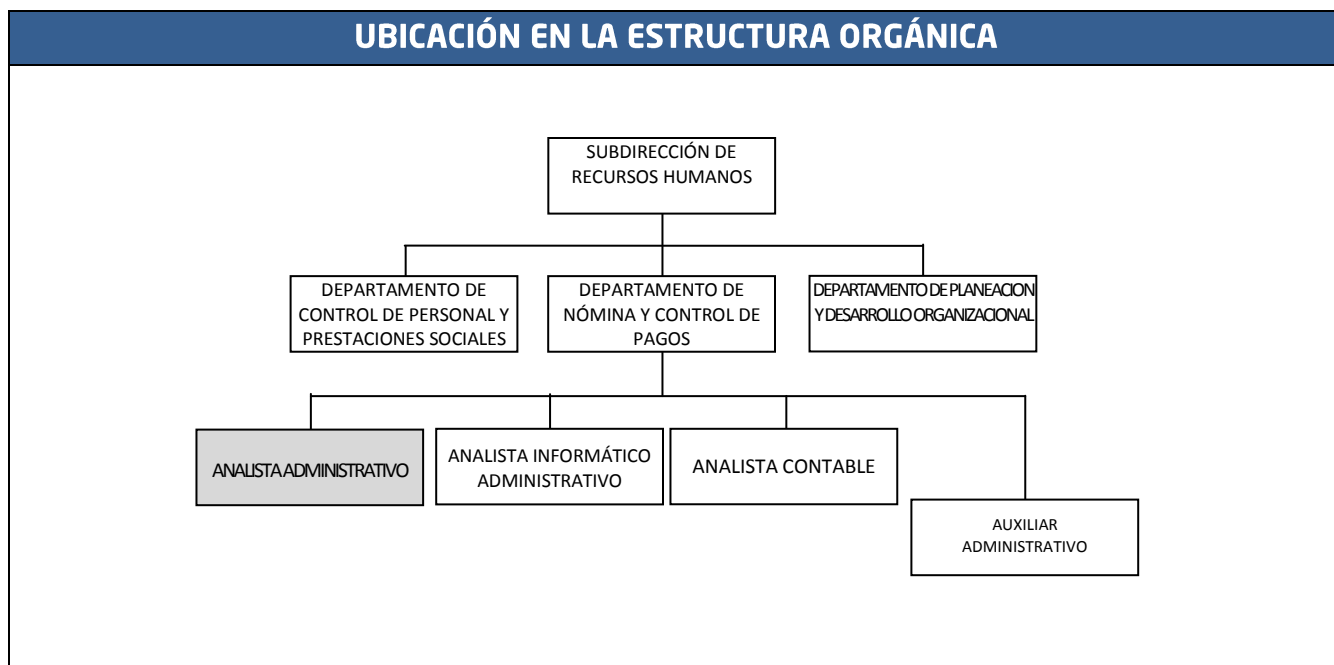 UBICACIÓN EN LA ESTRUCTURA ORGÁNICA
SUBDIRECCIÓN DE
RECURSOS HUMANOS
DEPARTAMENTO DE
CONTROL DE PERSONAL Y
PRESTACIONES SOCIALES
DEPARTAMENTO DE
NÓMINA Y CONTROL DE
PAGOS
DEPARTAMENTO DE PLANEACION
Y DESARROLLO ORGANIZACIONAL
ANALISTA ADMINISTRATIVO
ANALISTA INFORMÁTICO
ADMINISTRATIVO
ANALISTA CONTABLE
AUXILIAR
ADMINISTRATIVO